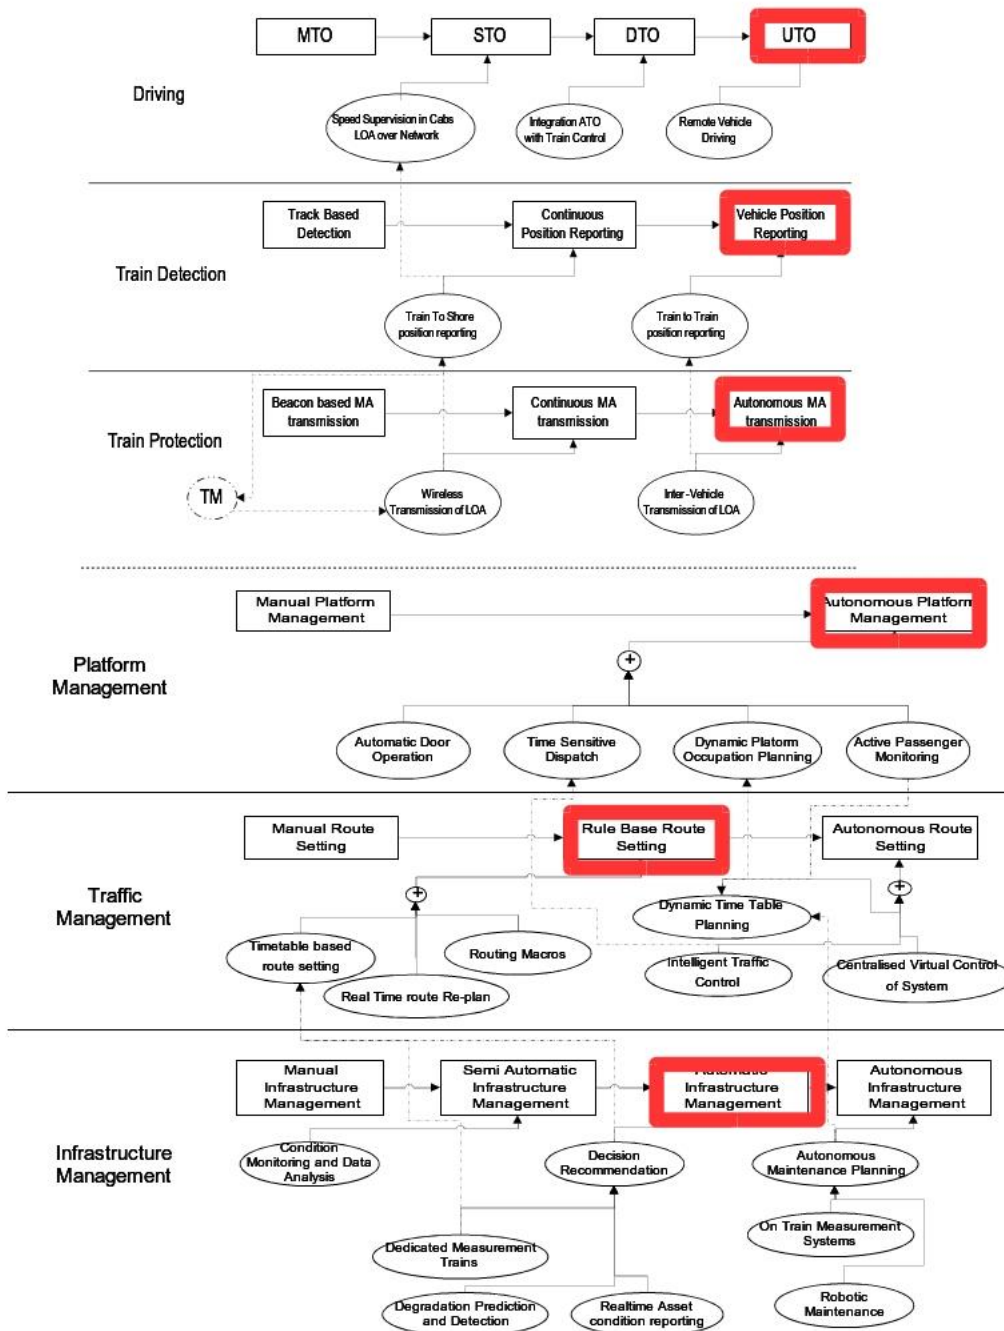 MTO
STO
DTO
UTO
Driving
Speed Supervision in Cabs
LOA over Network
Integration ATO
with Train Control
Remote Vehicle
Driving
Track Based
Detection
Continuous
Position Reporting
Vehicle Position
Reporting
Train Detection
Train To Shore
position reporting
Train to Train
position reporting
Beacon based MA
transmission
Continuous MA
transmission
Autonomous MA
transmission
Train Protection
TM
Wireless
Transmission of LOA
Inter-Vehicle
Transmission of LOA
Manual Platform
Management
Autonomous Platform
Management
Platform
Management
+
Automatic Door
Operation
Time Sensitive
Dispatch
Dynamic Platorm
Occupation Planning
Active Passenger
Monitoring
Manual Route
Setting
Rule Base Route
Setting
Autonomous Route
Setting
Traffic
Management
+
+
Dynamic Time Table
Planning
Timetable based
route setting
Routing Macros
Real Time route Re-plan
Intelligent Traffic
Control
Centralised Virtual Control
of System
Manual
Infrastructure
Management
Semi Automatic
Infrastructure
Management
Automatic
Infrastructure
Management
Autonomous
Infrastructure
Management
Infrastructure
Management
Condition
Monitoring and Data
Analysis
Decision
Recommendation
Autonomous
Maintenance Planning
Dedicated Measurement
Trains
On Train Measurement
Systems
Degradation Prediction
and Detection
Realtime Asset
condition reporting
Robotic
Maintenance